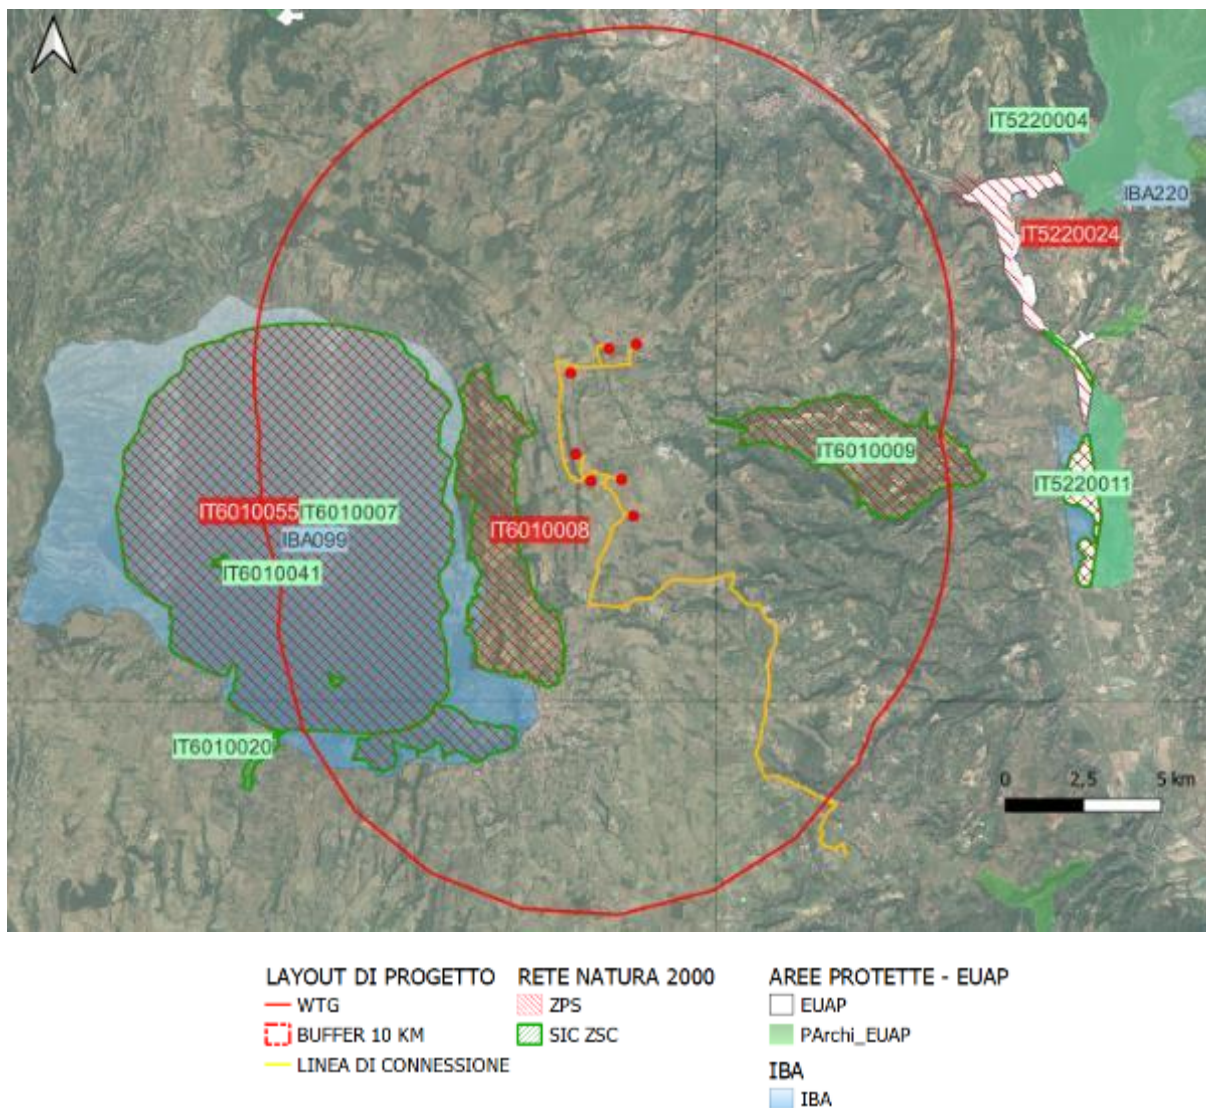 IT5220004
IBA220
IT5220024
IT6010009
IT5220011
IT6010055
IT6010007
IT6010008
IBA099
IT6010041
IT6010020
0 2,5 5 km
LAYOUT DI PROGETTO
WTG
BUFFER 10 KM
LINEA DI CONNESSIONE
RETE NATURA 2000
ZPS
SIC ZSC
AREE PROTETTE - EUAP
EUAP
PArchi_EUAP
IBA
IBA